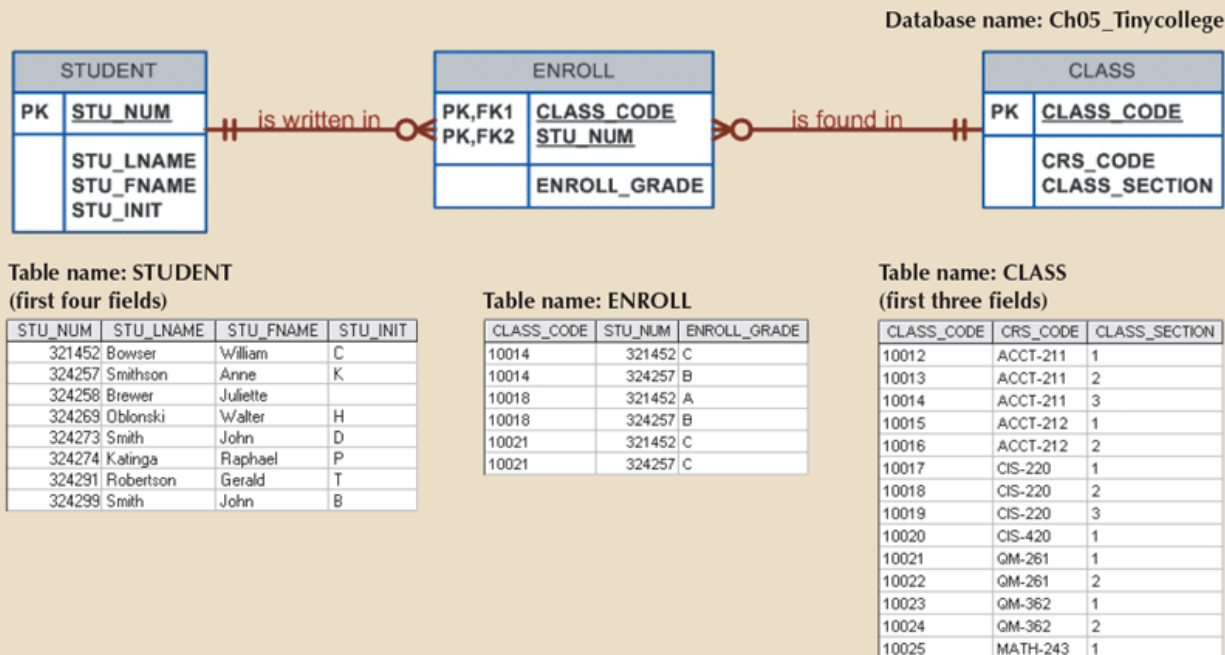 Database name: Ch05_Tinycollege
STUDENT
PK STU_NUM
STU_LNAME
STU_FNAME
STU_INIT
is written in
ENROLL
PK,FK1 CLASS_CODE
PK,FK2 STU_NUM
ENROLL_GRADE
is found in
CLASS
PK CLASS_CODE
CRS_CODE
CLASS_SECTION
Table name: STUDENT
(first four fields)
STU_NUM STU_LNAME STU_FNAME STU_INIT
321452 Bowser William C
324257 Smithson Anne K
324258 Brewer Juliette
324269 Oblonski Walter H
324273 Smith John D
324274 Katinga Raphael P
324291 Robertson Gerald T
324299 Smith John B
Table name: ENROLL
CLASS_CODE STU_NUM ENROLL_GRADE
10014 321452 C
10014 324257 B
10018 321452 A
10018 324257 B
10021 321452 C
10021 324257 C
Table name: CLASS
(first three fields)
CLASS_CODE CRS_CODE CLASS_SECTION
10012 ACCT-211 1
10013 ACCT-211 2
10014 ACCT-211 3
10015 ACCT-212 1
10016 ACCT-212 2
10017 CIS-220 1
10018 CIS-220 2
10019 CIS-220 3
10020 CIS-420 1
10021 QM-261 1
10022 QM-261 2
10023 QM-362 1
10024 QM-362 2
10025 MATH-243 1